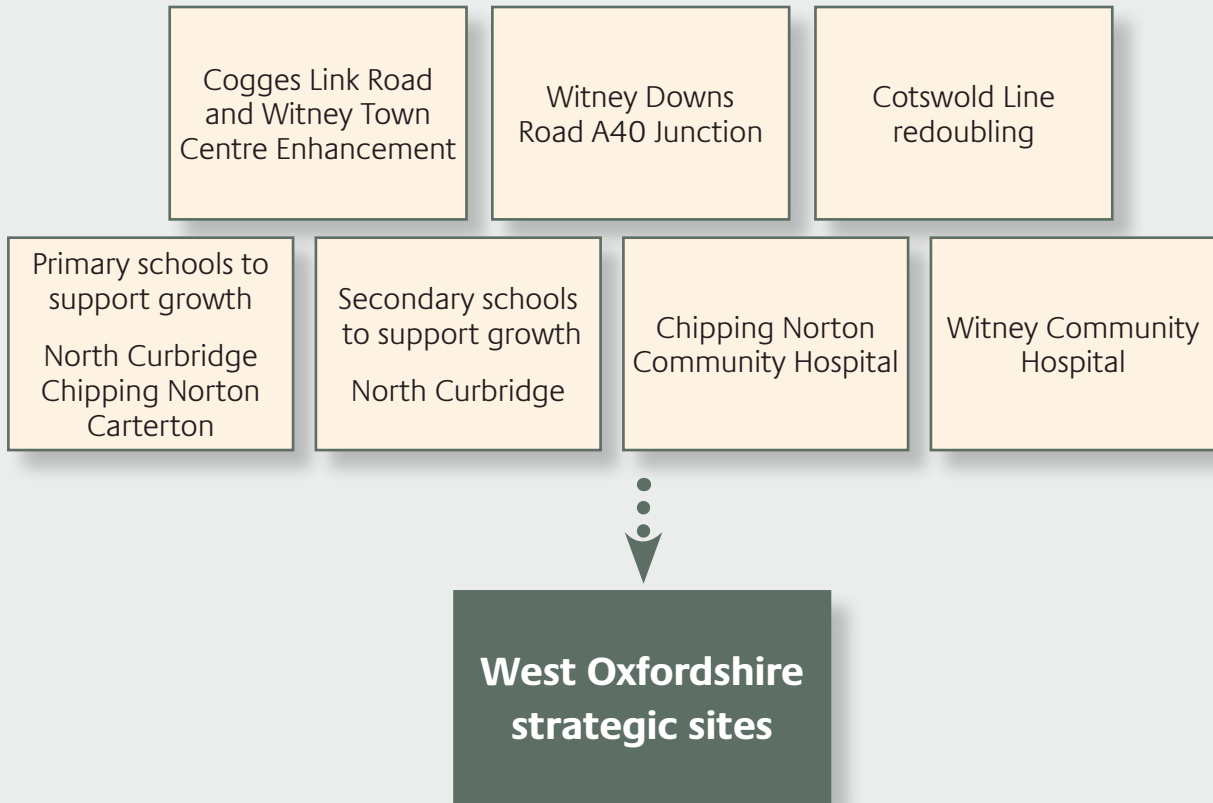 Cogges Link Road
and Witney Town
Centre Enhancement
Witney Downs
Road A40 Junction
Cotswold Line
redoubling
Primary schools to
support growth
North Curbridge
Chipping Norton
Carterton
Secondary schools
to support growth
North Curbridge
Chipping Norton
Community Hospital
Witney Community
Hospital
West Oxfordshire
strategic sites